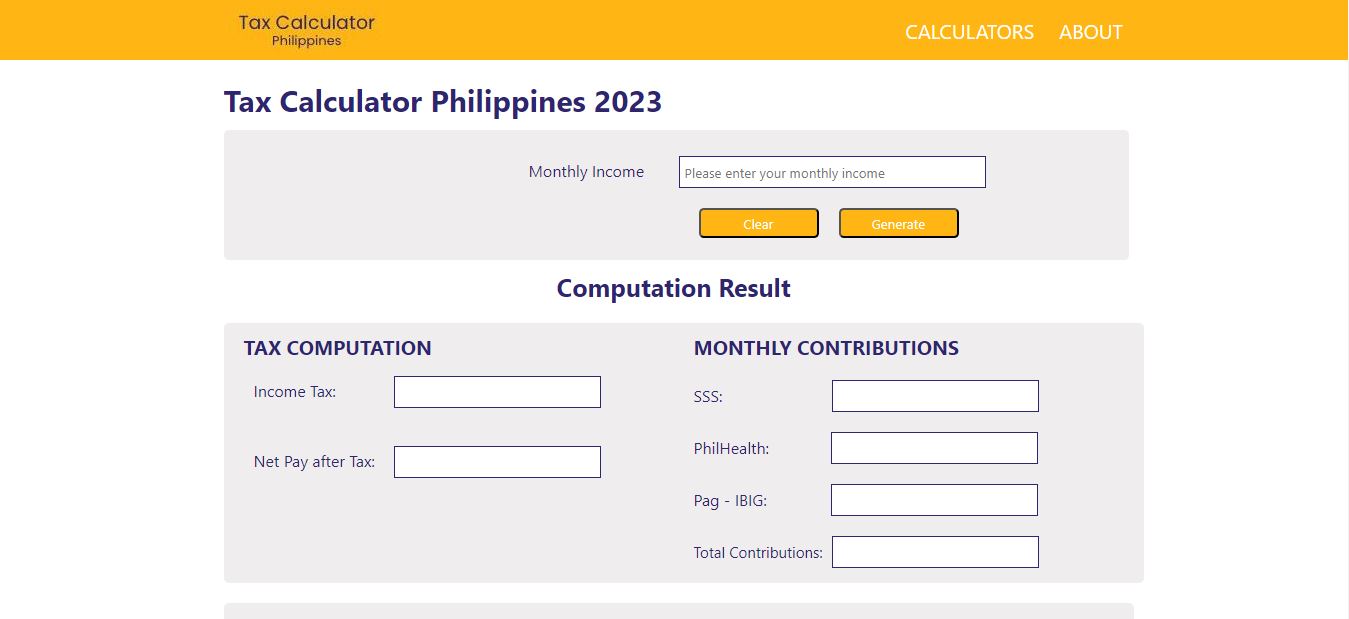 Tax Calculator
Philippines
CALCULATORS ABOUT
Tax Calculator Philippines 2023
Monthly Income Please enter your monthly income
Clear Generate
Computation Result
TAX COMPUTATION
Income Tax:
Net Pay after Tax:
MONTHLY CONTRIBUTIONS
SSS:
PhilHealth:
Pag - IBIG:
Total Contributions: